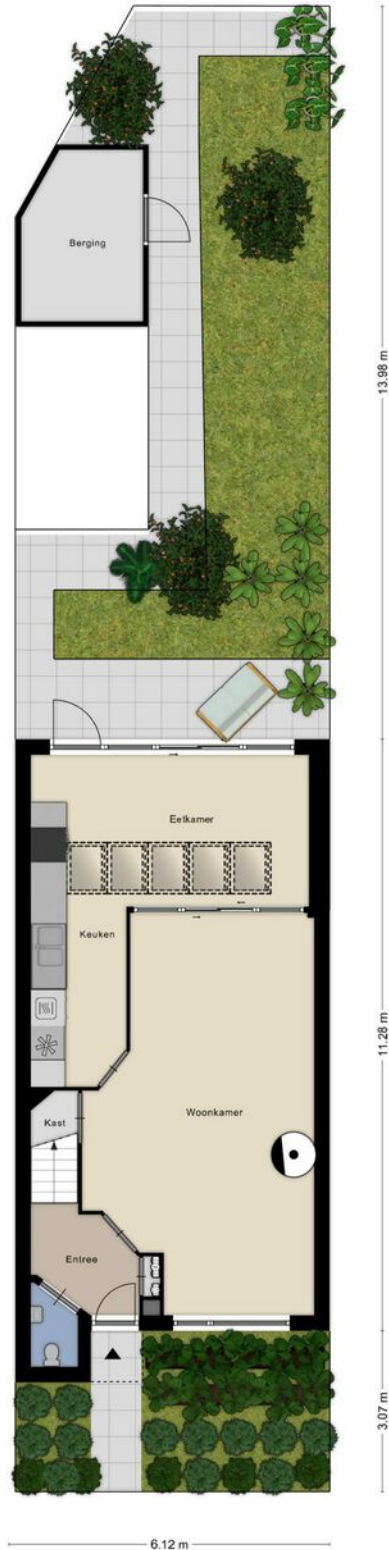 Berging
13.98 m
Eetkamer
Keuken
11.28 m
Woonkamer
Kast
Entree
3.07 m
6.12 m